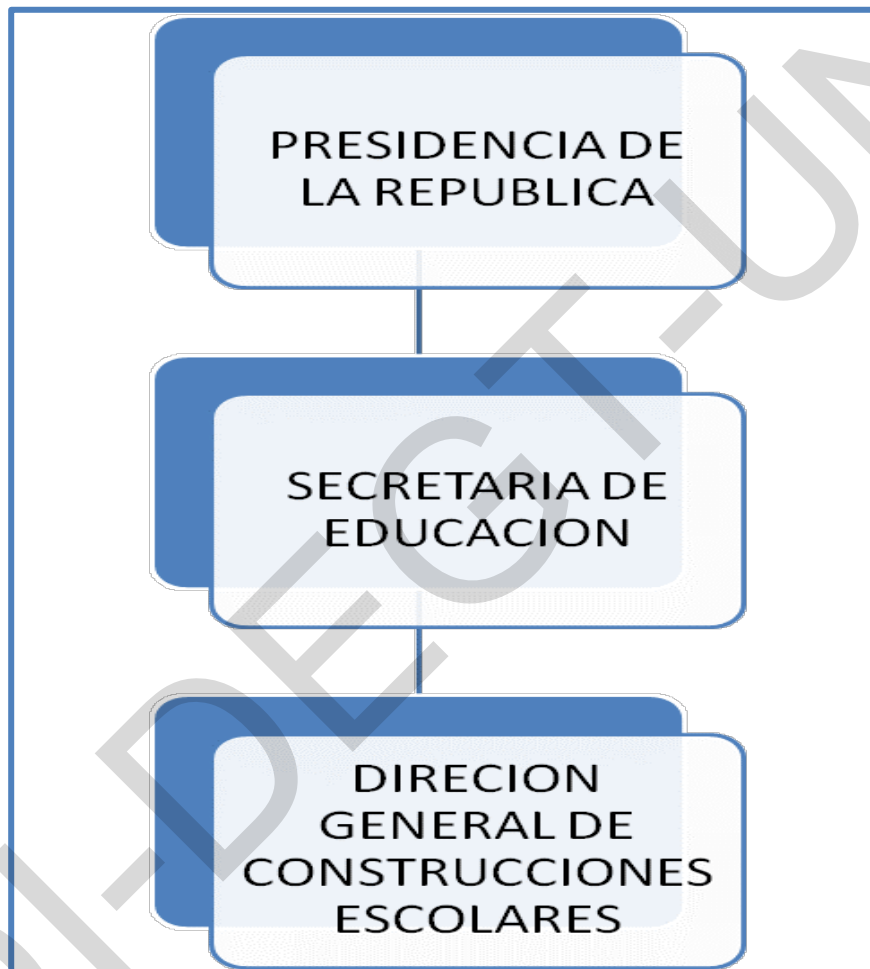 PRESIDENCIA DE
LA REPUBLICA
SECRETARIA DE
EDUCACION
DIRECION
GENERAL DE
CONSTRUCCIONES
ESCOLARES